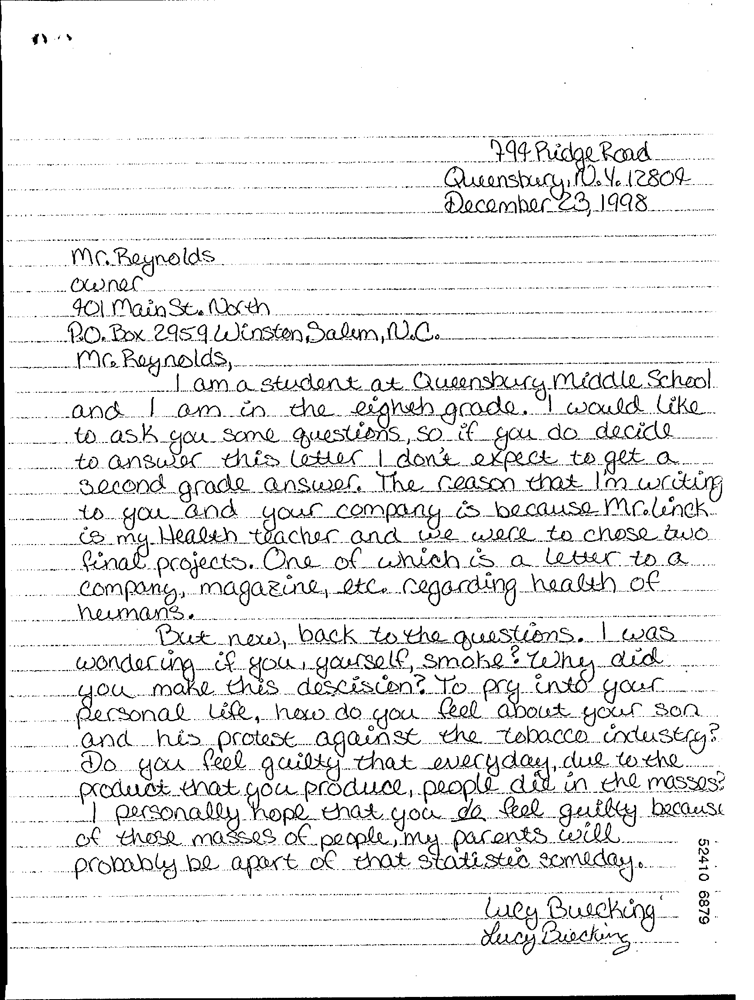 794 Ridge Road
Queensbury, N.Y. 12804
December 23, 1998
Mr. Reynolds
owner
401 Main St. North
P.O. Box 2959 Winston, Salem, N.C.
Mr. Reynolds,
I am a student at Queensbury Middle School
and I am in the eighth grade. I would like
to ask you some questions, so if you do decide
to answer this letter I don't expect to get a
second grade answer. The reason that I'm writing
to you and your company is because Mr. Linck
is my Health teacher and we were to chose two
final projects. One of which is a letter to a
company, magazine, etc. regarding health of
humans.
But now, back to the questions. I was
wondering if you, yourself, smoke? Why did
you make this descision? To pry into your
personal life, how do you feel about your son
and his protest against the tobacco industry?
Do you feel guilty that everyday, due to the
product that you produce, people die in the masses?
I personally hope that you do feel guilty because
of those masses of people, my parents will
probably be apart of that statistic someday.
Lucy Buecking
Lucy Buecking
52410 6879